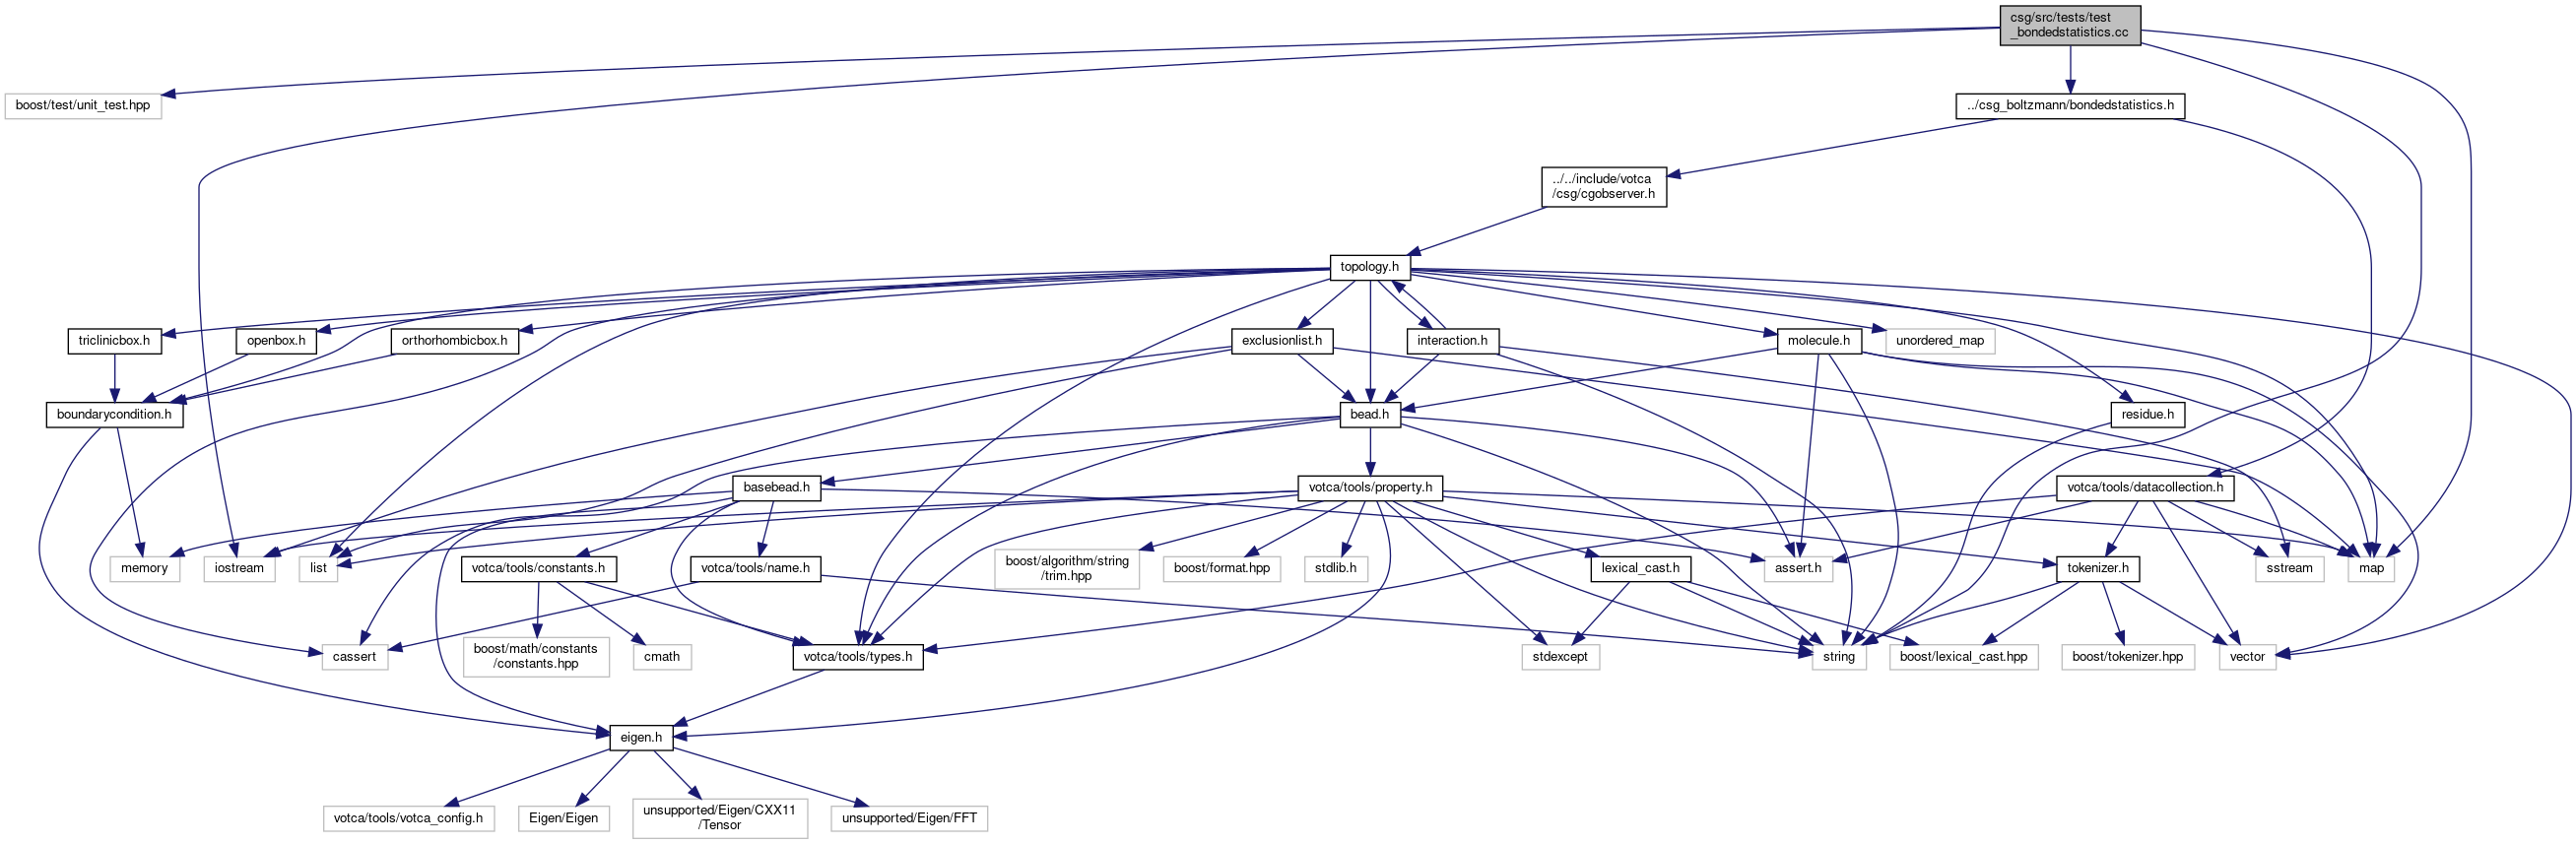 csg/src/tests/test
_bondedstatistics.cc
boost/test/unit_test.hpp
../csg_boltzmann/bondedstatistics.h
../../include/votca
/csg/cgobserver.h
topology.h
triclinicbox.h
openbox.h
orthorhombicbox.h
exclusionlist.h
interaction.h
molecule.h
unordered_map
boundarycondition.h
bead.h
residue.h
basebead.h
votca/tools/property.h
votca/tools/datacollection.h
memory
iostream
list
votca/tools/constants.h
votca/tools/name.h
boost/algorithm/string
/trim.hpp
boost/format.hpp
stdlib.h
lexical_cast.h
assert.h
tokenizer.h
sstream
map
cassert
boost/math/constants
/constants.hpp
cmath
votca/tools/types.h
stdexcept
string
boost/lexical_cast.hpp
boost/tokenizer.hpp
vector
eigen.h
votca/tools/votca_config.h
Eigen/Eigen
unsupported/Eigen/CXX11
/Tensor
unsupported/Eigen/FFT